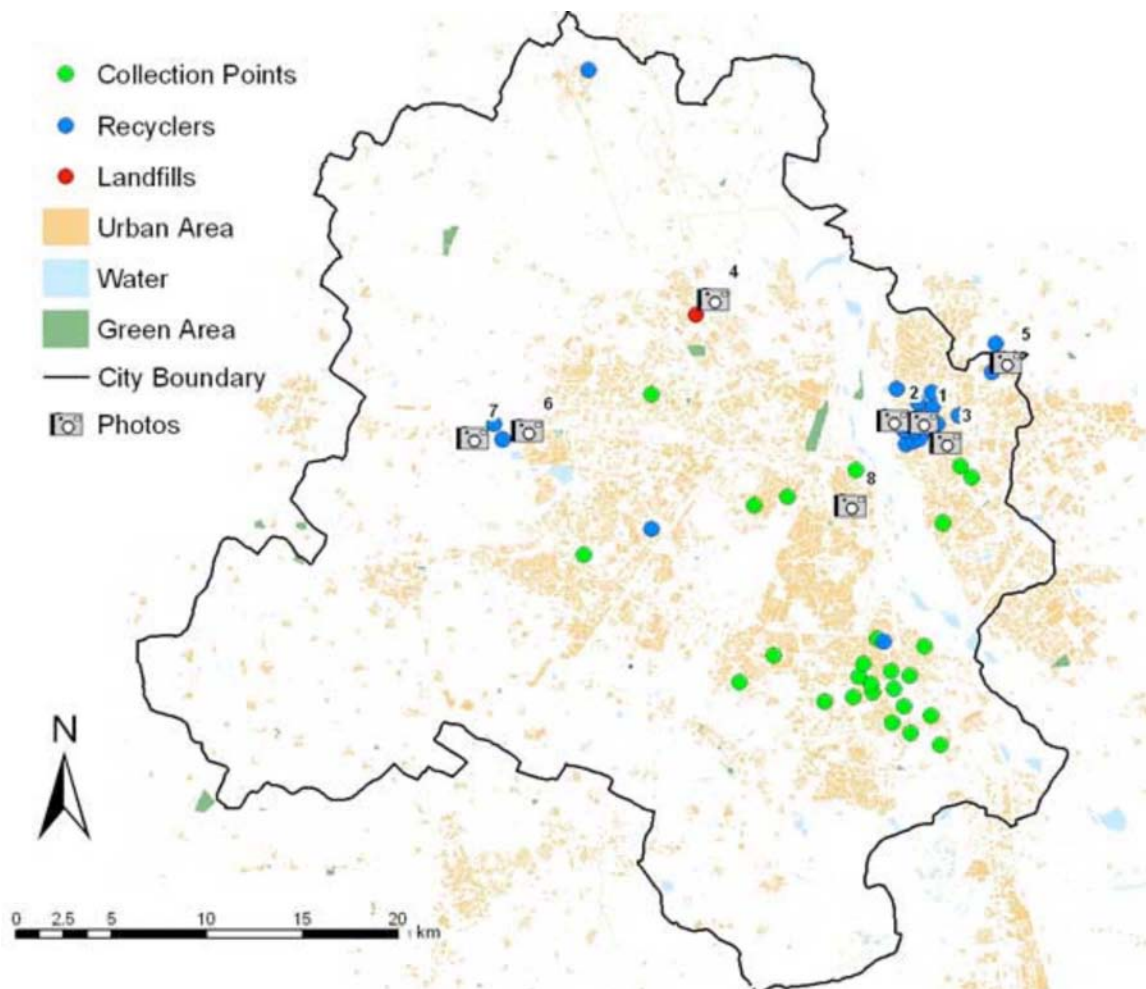 Collection Points
Recyclers
Landfills
Urban Area
Water
Green Area
City Boundary
Photos
4
5
2 1
3
7 6
8
N
0 2.5 5 10 15 20
km